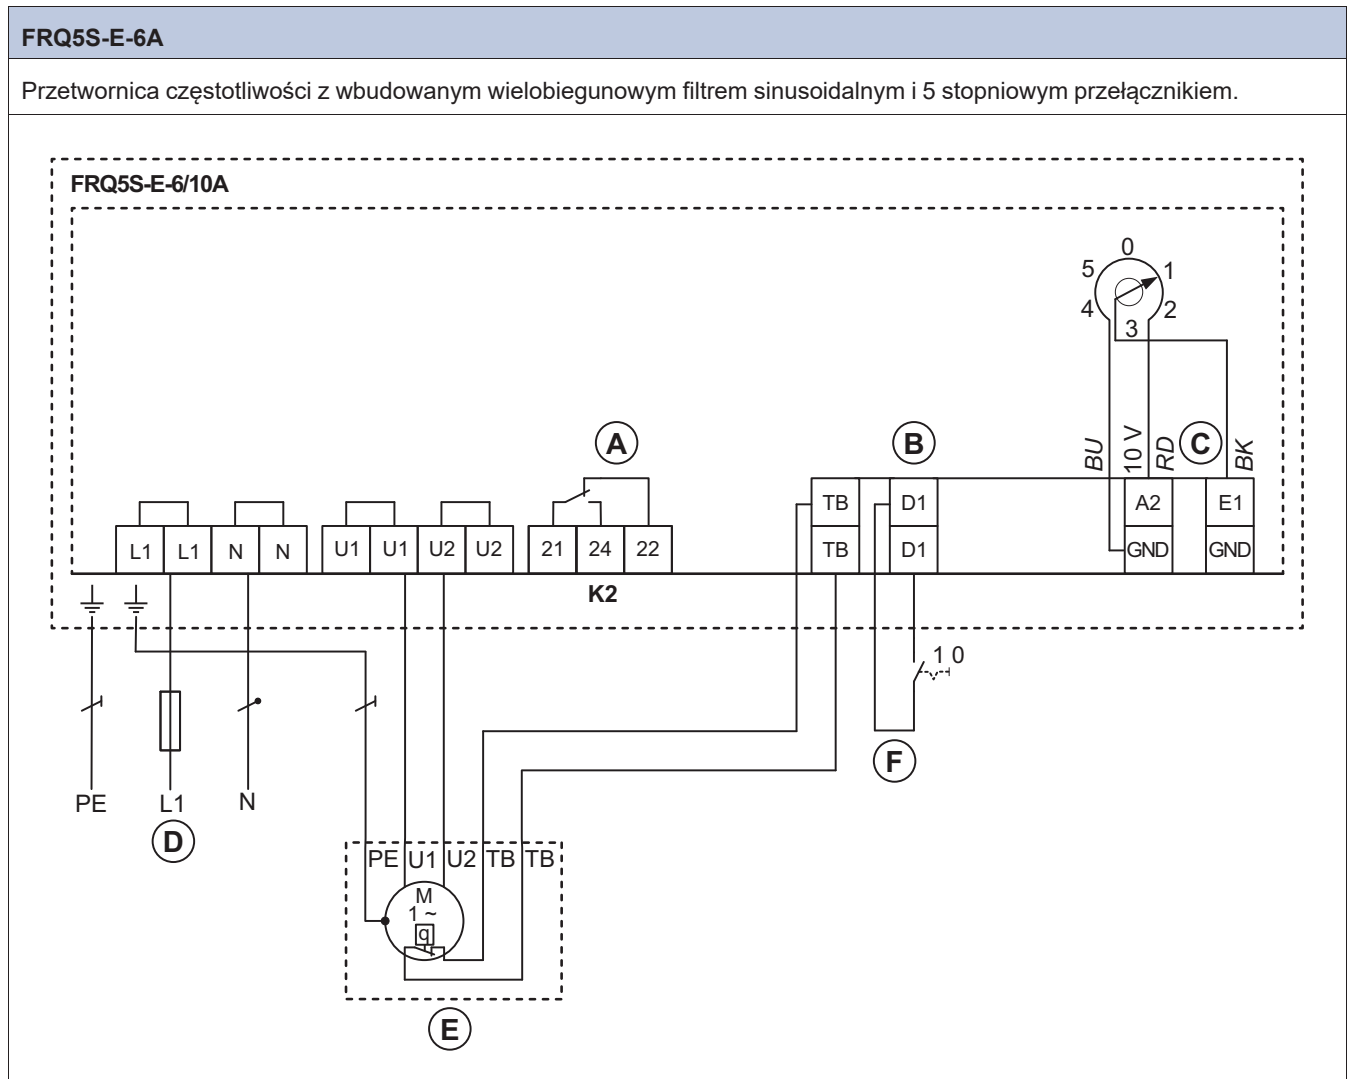 FRQ5S-E-6A
Przetwornica częstotliwości z wbudowanym wielobiegunowym filtrem sinusoidalnym i 5 stopniowym przełącznikiem.
FRQ5S-E-6/10A
0
5 1
4 2
3
A B C
BU 10 V RD BK
TB D1 A2 E1
L1 L1 N N U1 U1 U2 U2 21 24 22 TB D1 GND GND
K2
1 0
F
PE L1 N
D
PE U1 U2 TB TB
M
1 ~
q
E